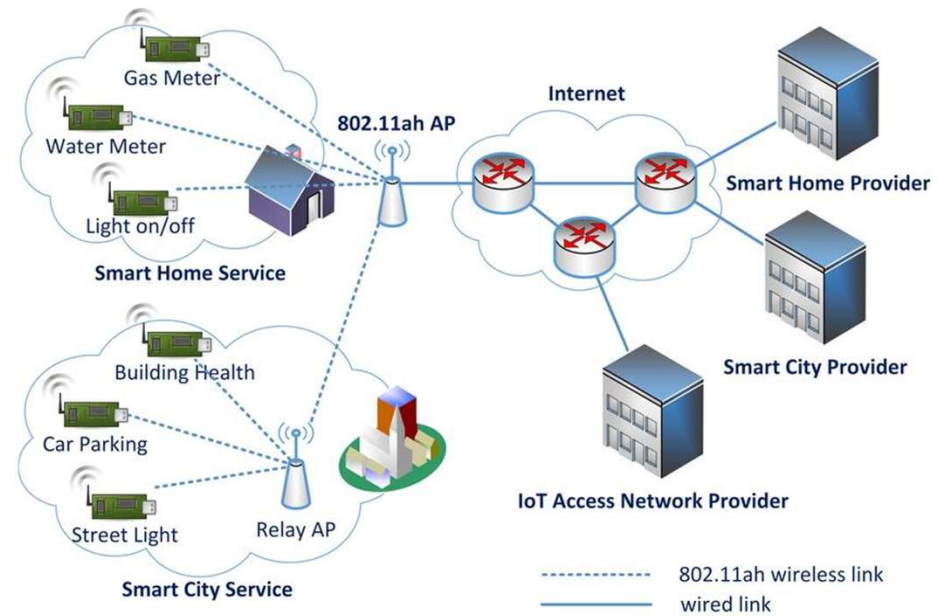 Gas Meter
Water Meter
Light on/off
Smart Home Service
802.11ah AP
Internet
Smart Home Provider
Smart City Provider
IoT Access Network Provider
Building Health
Car Parking
Street Light
Relay AP
Smart City Service
802.11ah wireless link
wired link